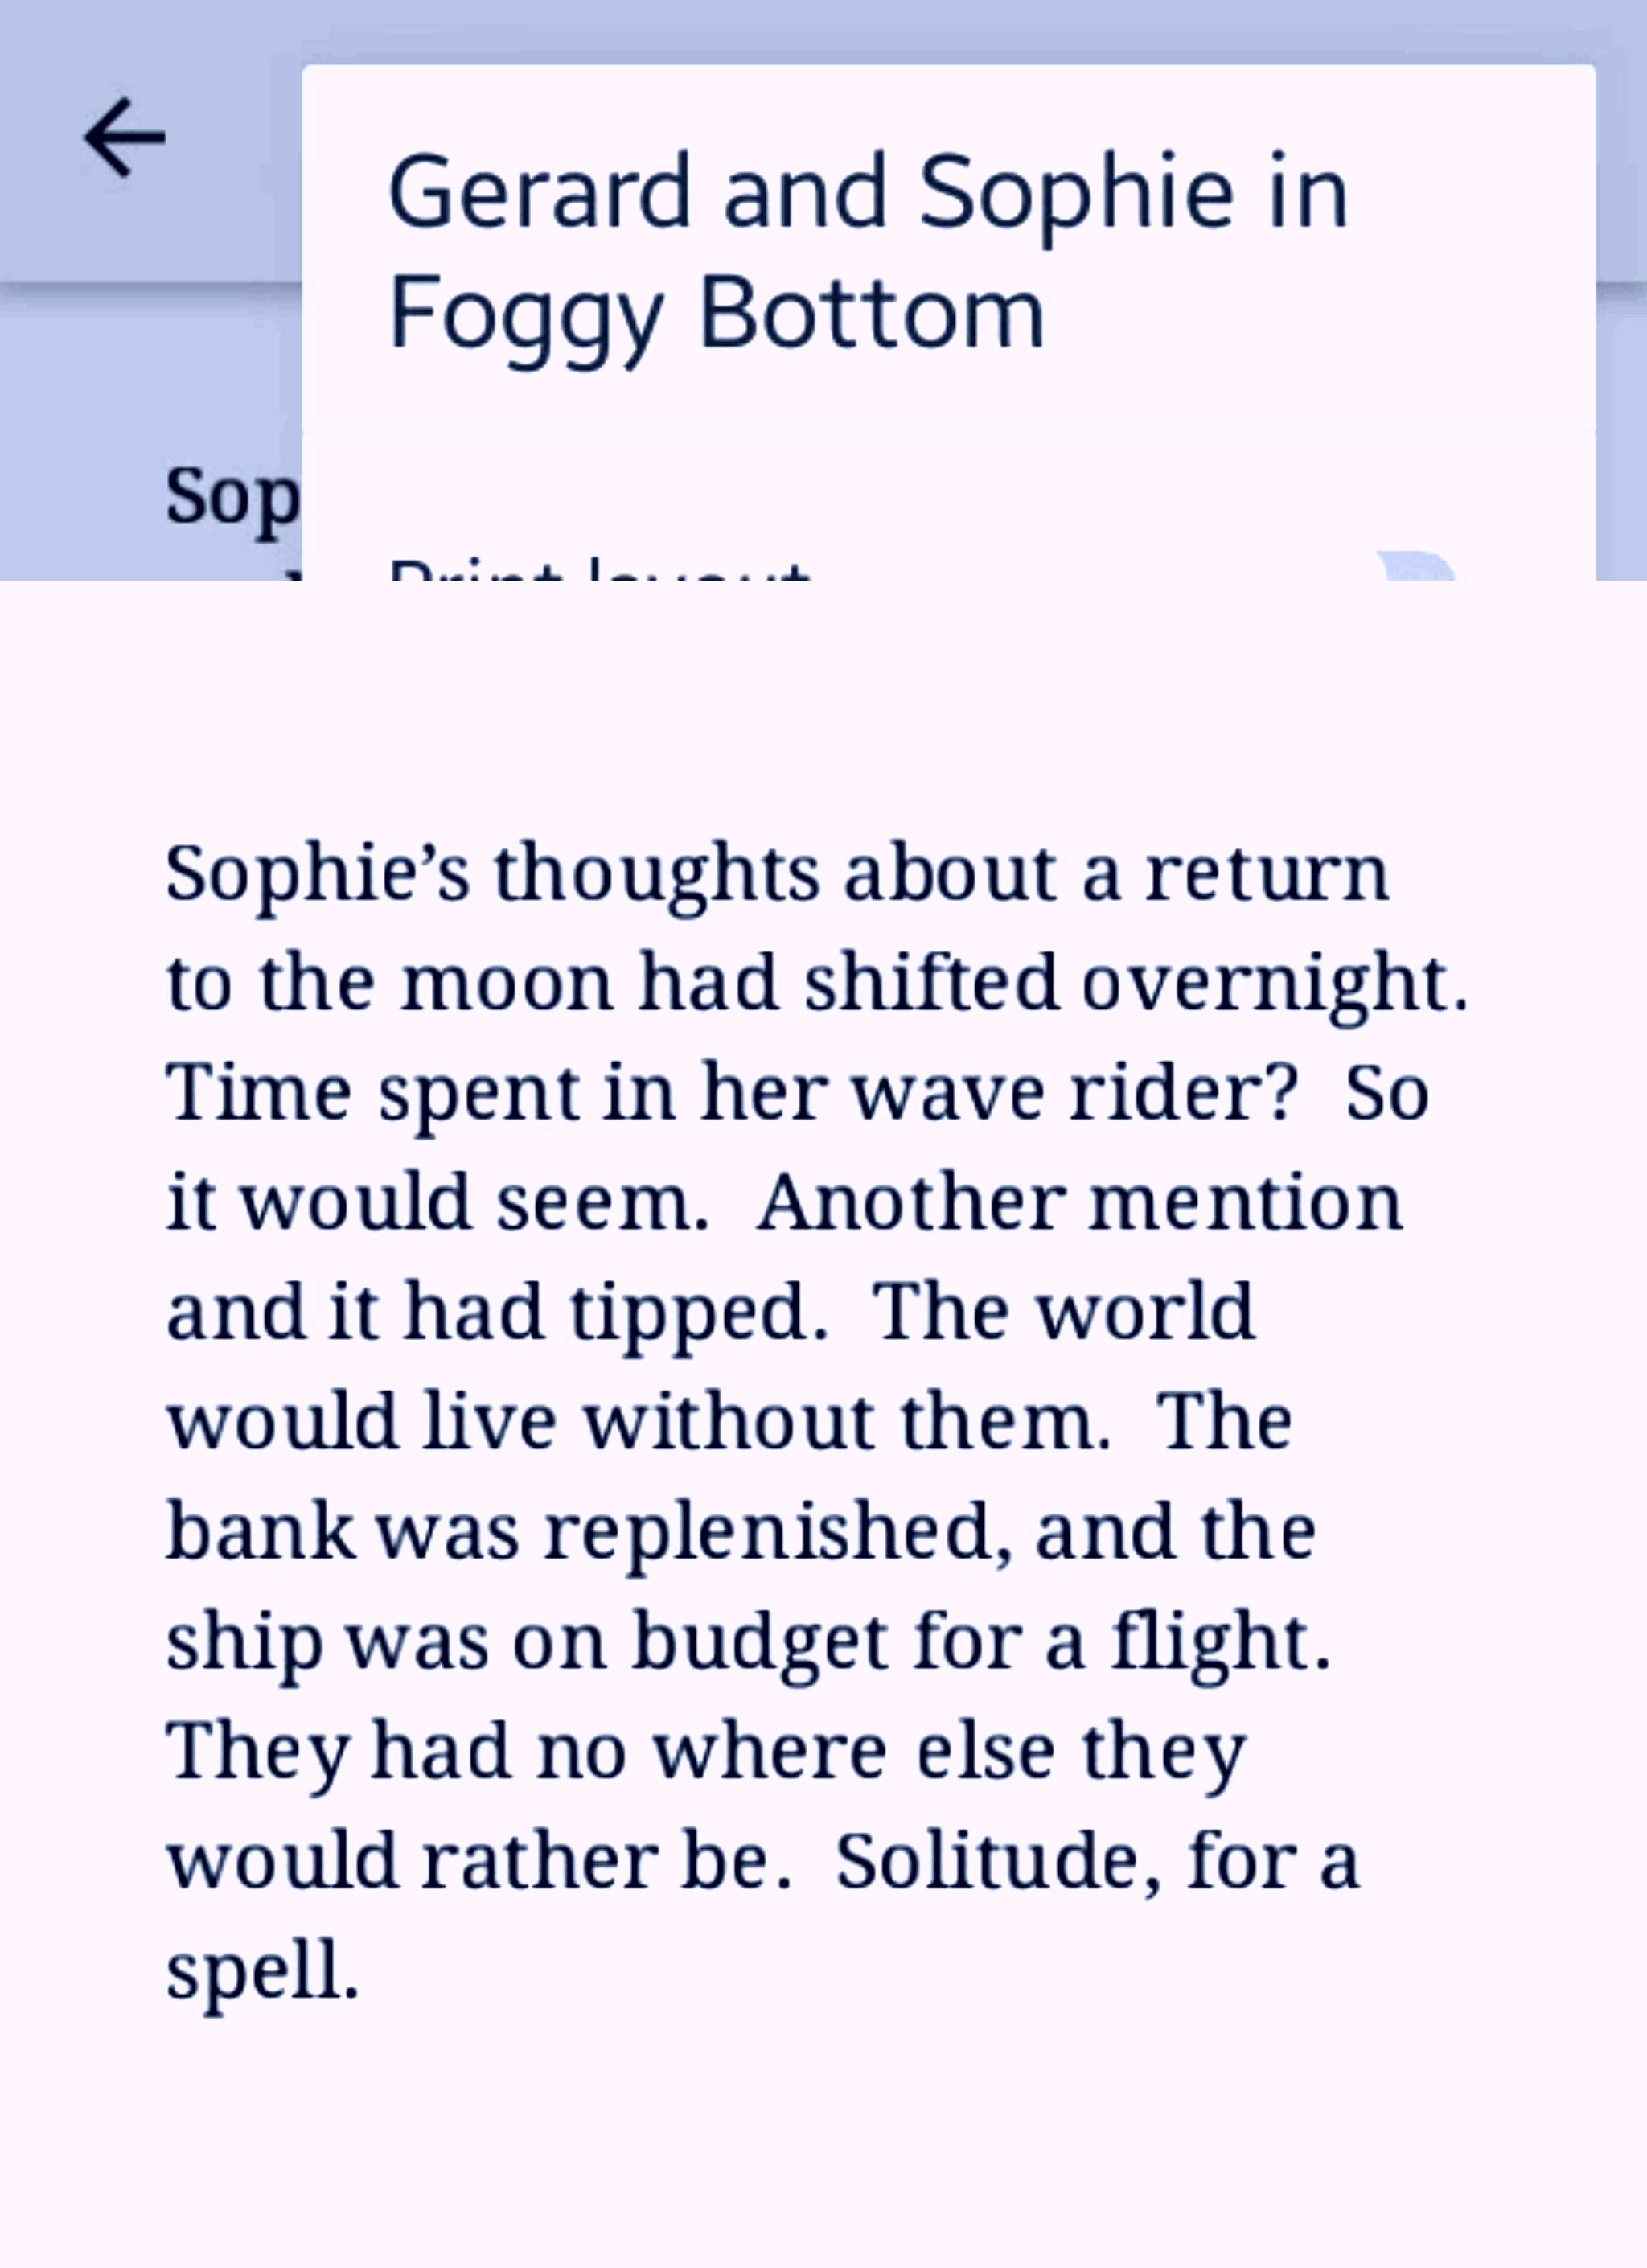 Gerard and Sophie in
Foggy Bottom
Sop
Print layout
Sophie’s thoughts about a return
to the moon had shifted overnight.
Time spent in her wave rider?  So
it would seem.  Another mention
and it had tipped.  The world
would live without them.  The
bank was replenished, and the
ship was on budget for a flight.
They had no where else they
would rather be.  Solitude, for a
spell.